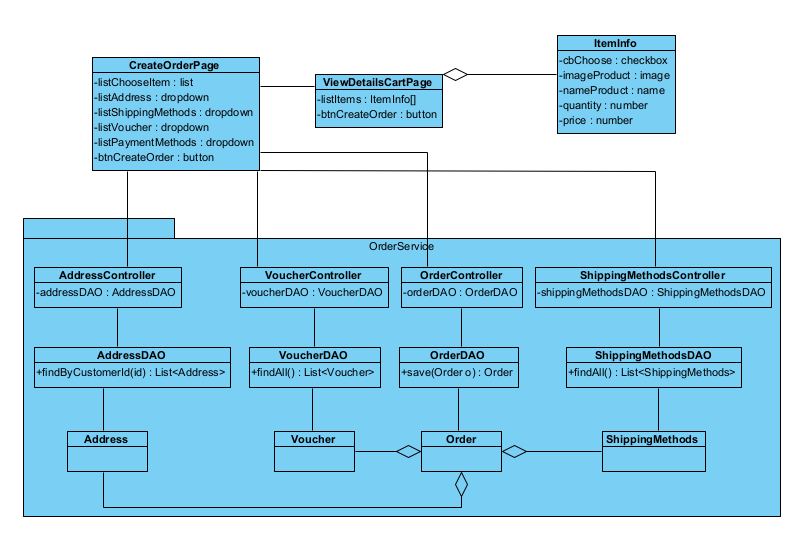 CreateOrderPage
-listChooseItem : list
-listAddress : dropdown
-listShippingMethods : dropdown
-listVoucher : dropdown
-listPaymentMethods : dropdown
-btnCreateOrder : button
ViewDetailsCartPage
-listItems : ItemInfo[]
-btnCreateOrder : button
ItemInfo
-cbChoose : checkbox
-imageProduct : image
-nameProduct : name
-quantity : number
-price : number
OrderService
AddressController
-addressDAO : AddressDAO
VoucherController
-voucherDAO : VoucherDAO
OrderController
-orderDAO : OrderDAO
ShippingMethodsController
-shippingMethodsDAO : ShippingMethodsDAO
AddressDAO
+findByCustomerId(id) : List<Address>
VoucherDAO
+findAll() : List<Voucher>
OrderDAO
+save(Order o) : Order
ShippingMethodsDAO
+findAll() : List<ShippingMethods>
Address
Voucher
Order
ShippingMethods